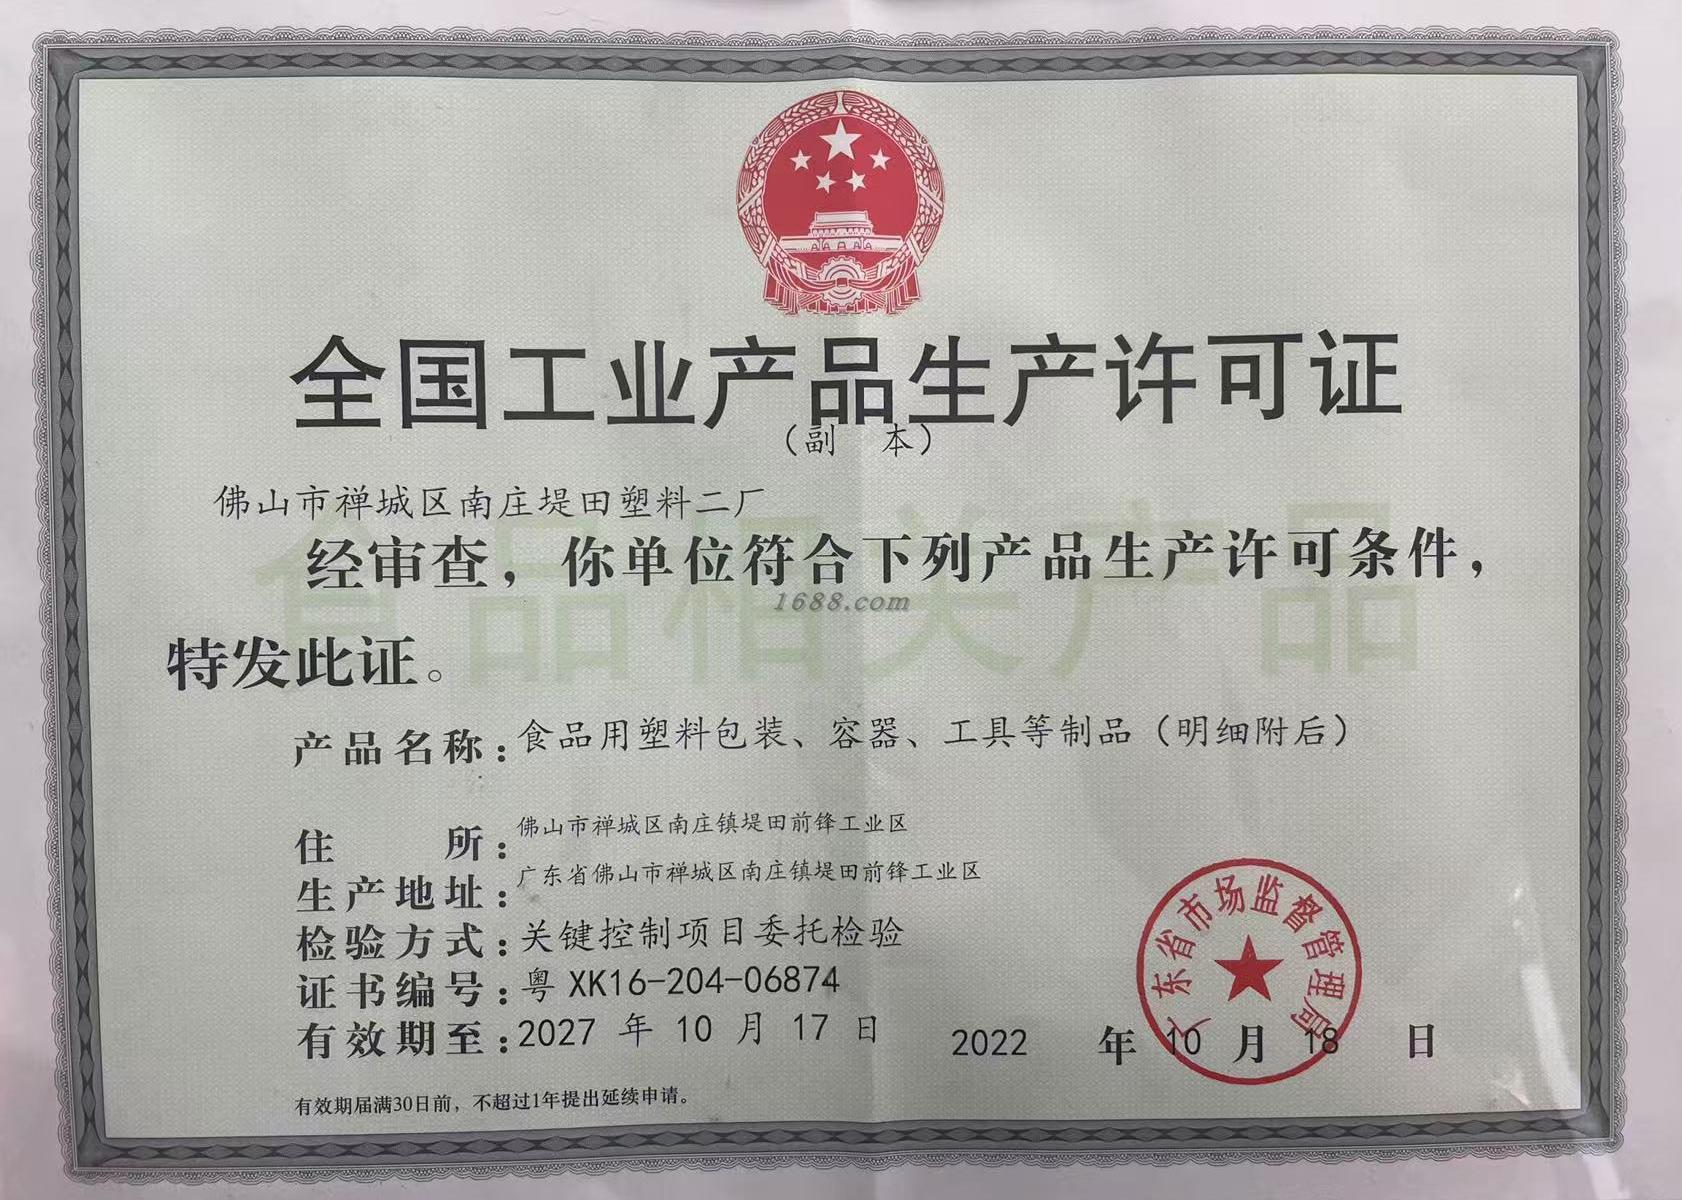 全国工业产品生产许可证
（副 本）
佛山市禅城区南庄堤田塑料二厂
食品相关产品
经审查，你单位符合下列产品生产许可条件，
1688.com
特发此证。
产品名称：食品用塑料包装、容器、工具等制品（明细附后）
住 所：佛山市禅城区南庄镇堤田前锋工业区
生产地址：广东省佛山市禅城区南庄镇堤田前锋工业区
检验方式：关键控制项目委托检验
证书编号：粤 XK16-204-06874
有效期至：2027 年 10 月 17 日
广东省市场监督管理局
2022 年 10 月 18 日
有效期届满30日前，不超过1年提出延续申请。